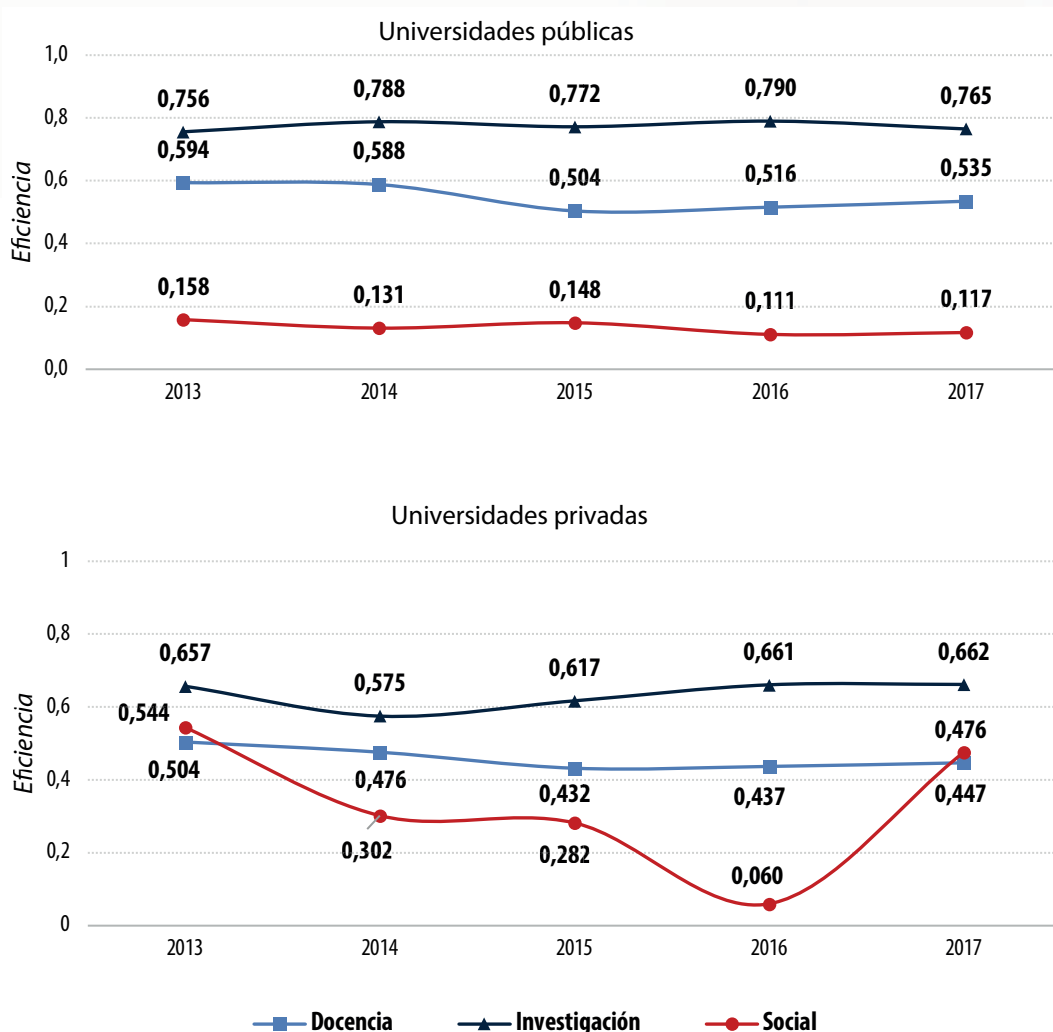 Universidades públicas
Eficiencia
1,0
0,8
0,6
0,4
0,2
0,0
0,756 0,788 0,772 0,790 0,765
0,594 0,588 0,504 0,516 0,535
0,158 0,131 0,148 0,111 0,117
2013 2014 2015 2016 2017
Universidades privadas
Eficiencia
1
0,8
0,6
0,4
0,2
0
0,657 0,575 0,617 0,661 0,662
0,544 0,302 0,282 0,060 0,476
0,504 0,476 0,432 0,437 0,447
2013 2014 2015 2016 2017
Docencia Investigación Social